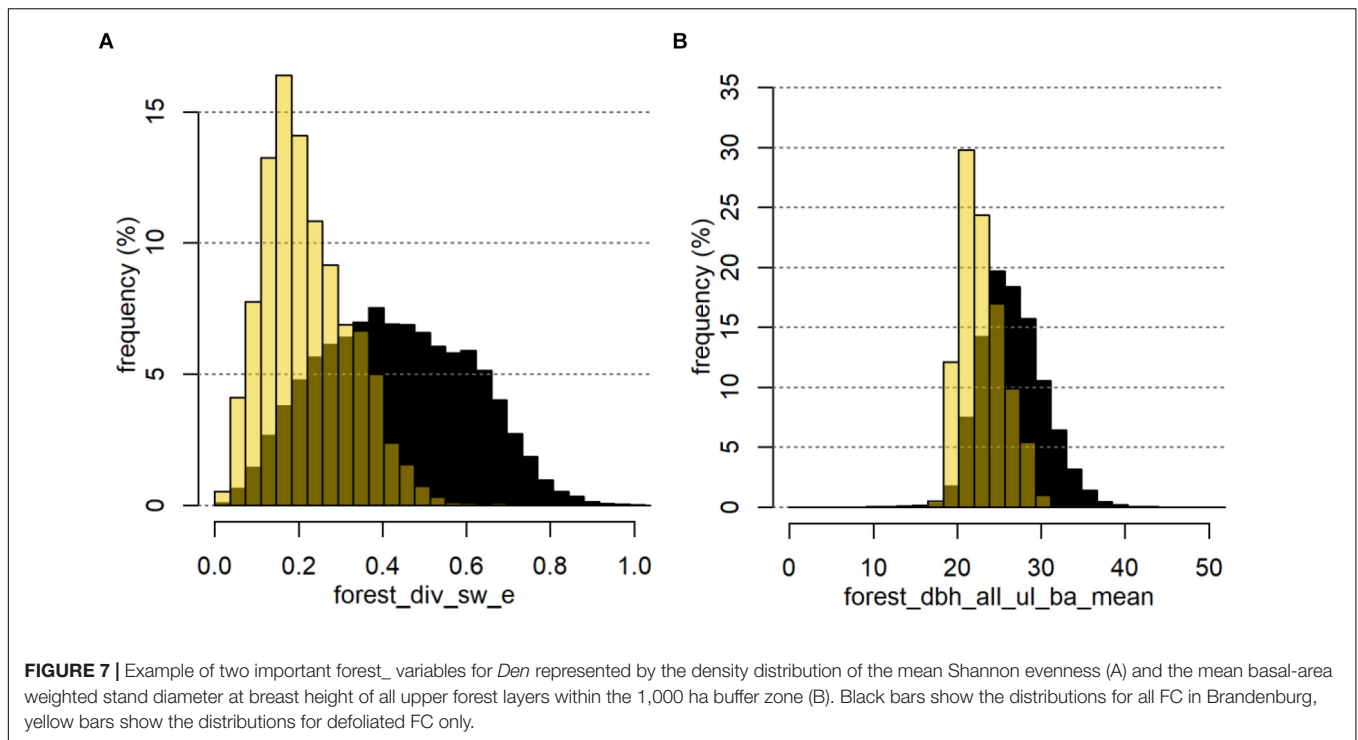 A
B
frequency (%)
0
5
10
15
0.0 0.2 0.4 0.6 0.8 1.0
forest_div_sw_e
frequency (%)
0
5
10
15
20
25
30
35
0 10 20 30 40 50
forest_dbh_all_ul_ba_mean
FIGURE 7 | Example of two important forest_ variables for Den represented by the density distribution of the mean Shannon evenness (A) and the mean basal-area
weighted stand diameter at breast height of all upper forest layers within the 1,000 ha buffer zone (B). Black bars show the distributions for all FC in Brandenburg,
yellow bars show the distributions for defoliated FC only.